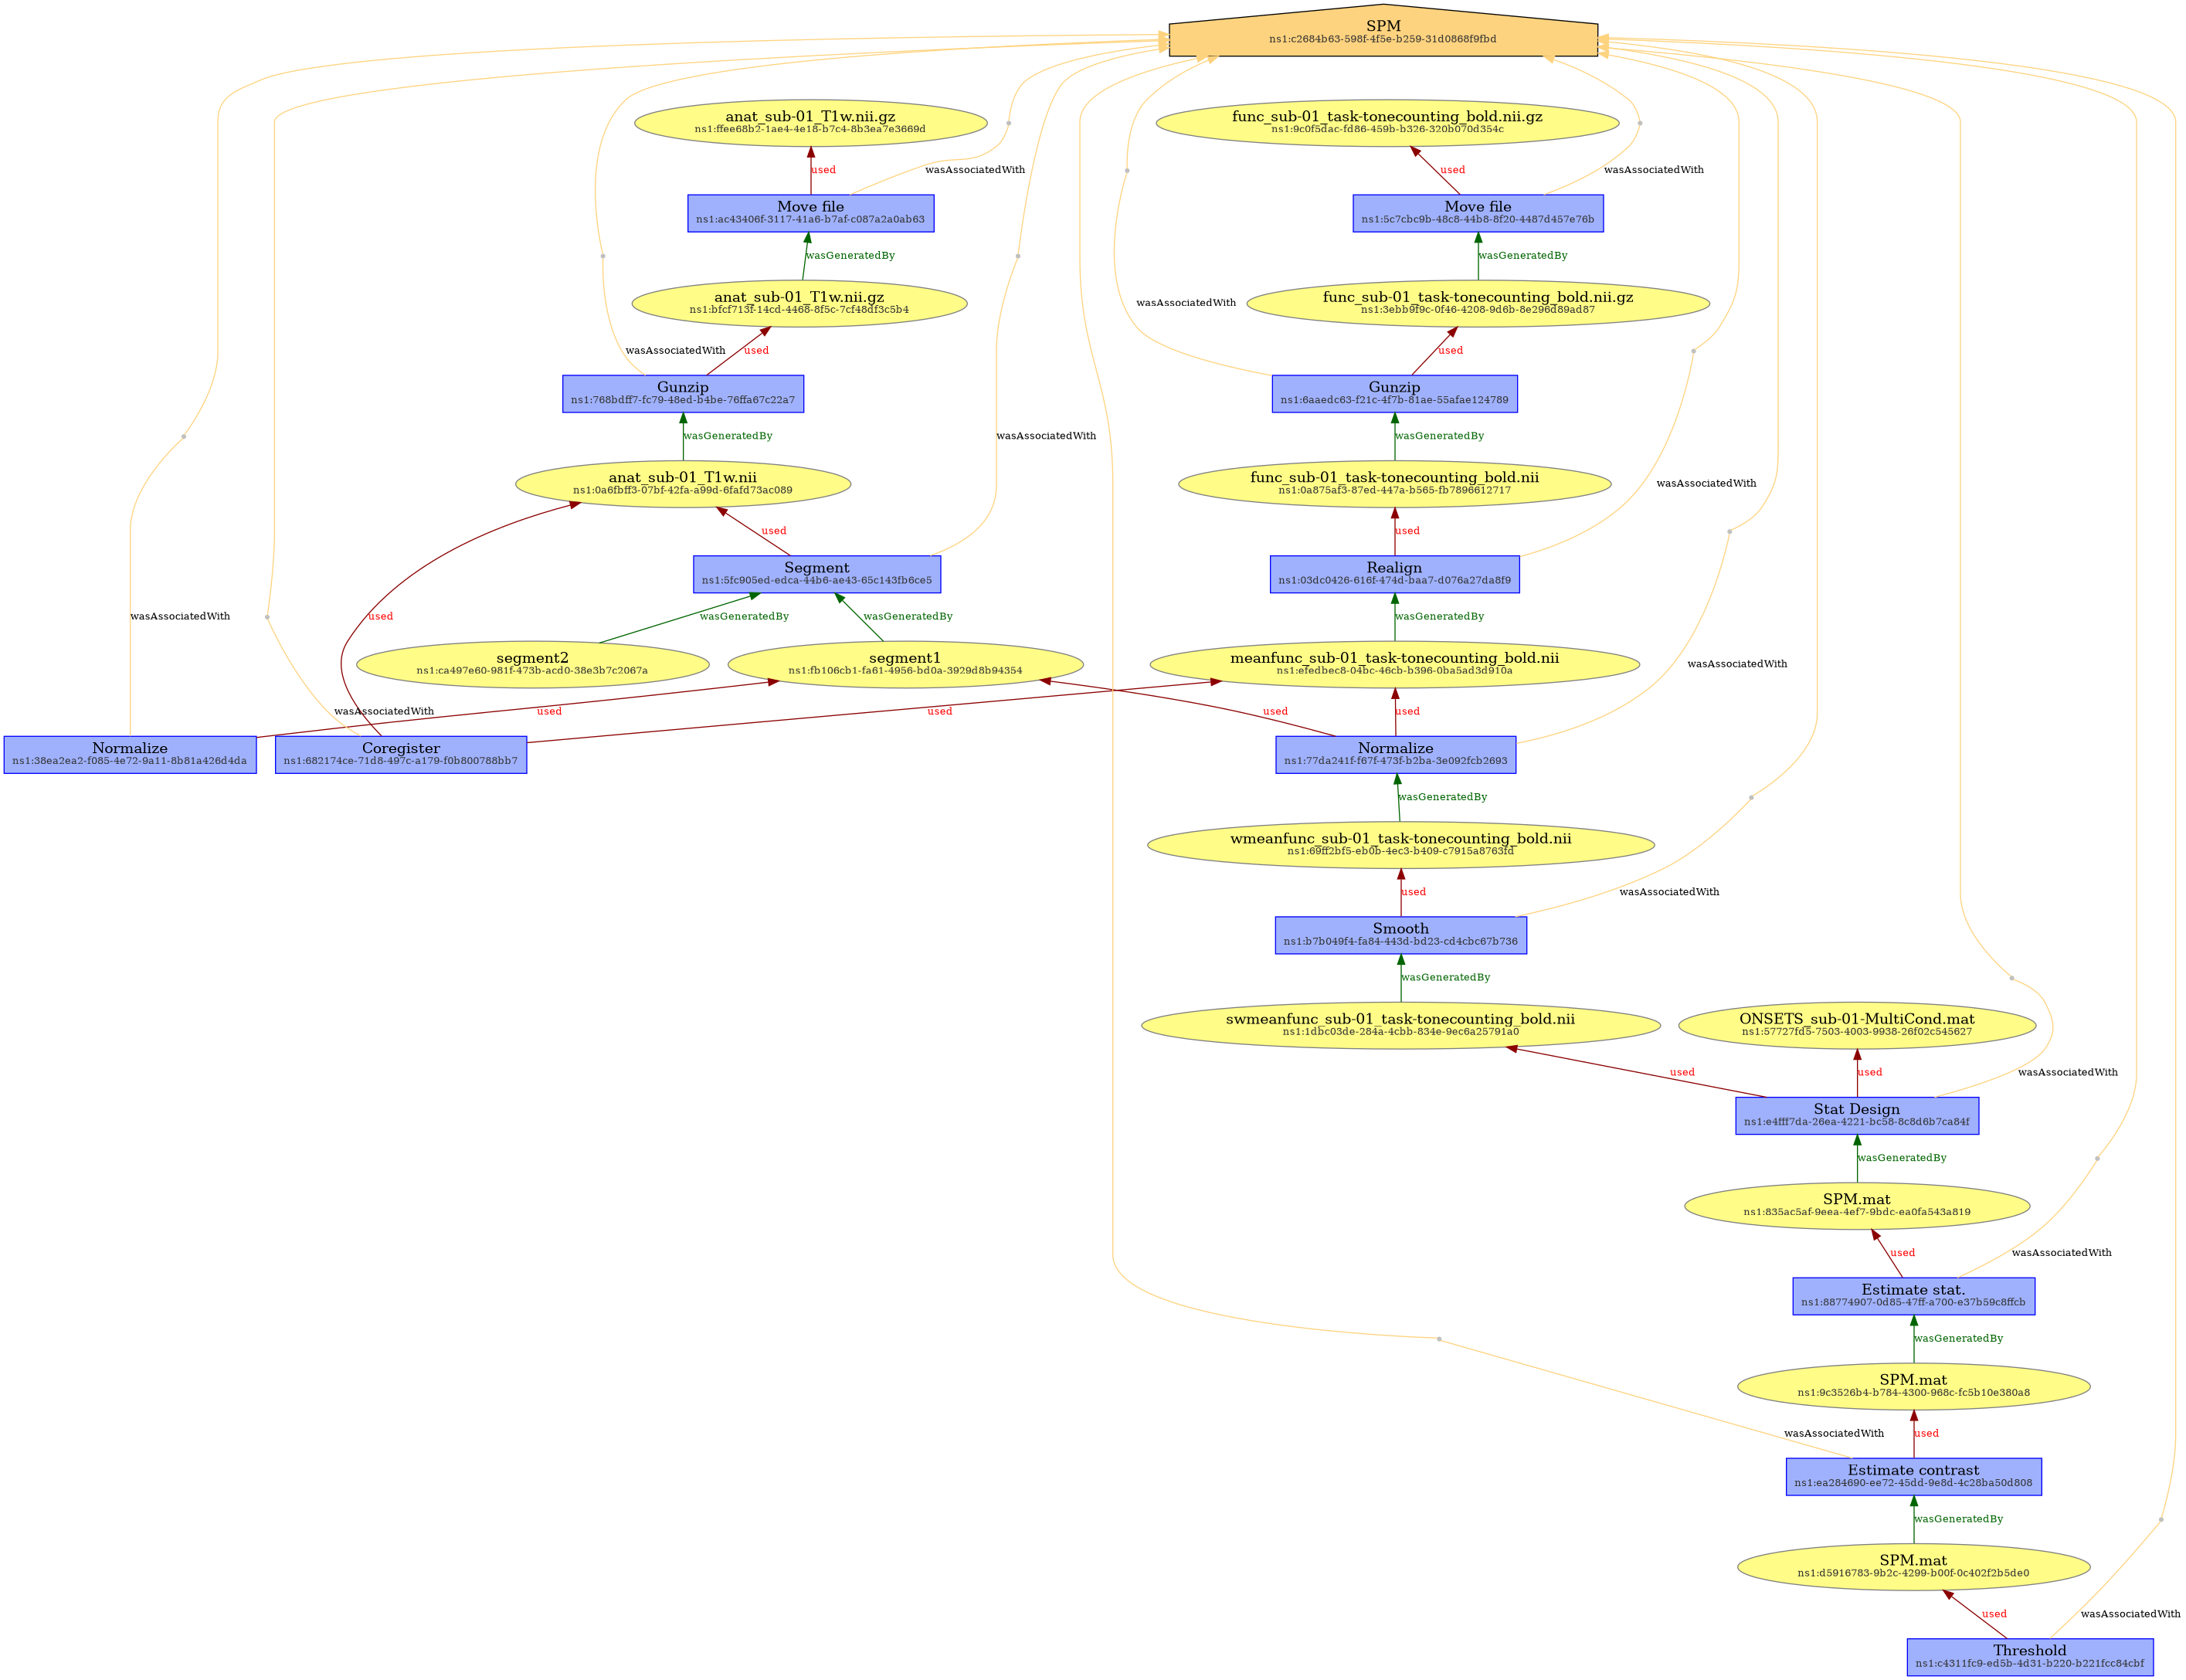 SPM
ns1:c2684b63-598f-4f5e-b259-31d0868f9fbd
anat_sub-01_T1w.nii.gz
ns1:ffee68b2-1ae4-4e18-b7c4-8b3ea7e3669d
func_sub-01_task-tonecounting_bold.nii.gz
ns1:9c0f5dac-fd86-459b-b326-320b070d354c
used
wasAssociatedWith
used
wasAssociatedWith
Move file
ns1:ac43406f-3117-41a6-b7af-c087a2a0ab63
Move file
ns1:5c7cbc9b-48c8-44b8-8f20-4487d457e76b
wasGeneratedBy
wasGeneratedBy
anat_sub-01_T1w.nii.gz
ns1:bfcf713f-14cd-4468-8f5c-7cf48df3c5b4
wasAssociatedWith
func_sub-01_task-tonecounting_bold.nii.gz
ns1:3ebb9f9c-0f46-4208-9d6b-8e296d89ad87
wasAssociatedWith
used
used
Gunzip
ns1:768bdff7-fc79-48ed-b4be-76ffa67c22a7
Gunzip
ns1:6aaedc63-f21c-4f7b-81ae-55afae124789
wasGeneratedBy
wasAssociatedWith
wasGeneratedBy
anat_sub-01_T1w.nii
ns1:0a6fbff3-07bf-42fa-a99d-6fafd73ac089
func_sub-01_task-tonecounting_bold.nii
ns1:0a875af3-87ed-447a-b565-fb7896612717
wasAssociatedWith
used
used
Segment
ns1:5fc905ed-edca-44b6-ae43-65c143fb6ce5
Realign
ns1:03dc0426-616f-474d-baa7-d076a27da8f9
wasAssociatedWith
used
wasGeneratedBy
wasGeneratedBy
wasGeneratedBy
segment2
ns1:ca497e60-981f-473b-acd0-38e3b7c2067a
segment1
ns1:fb106cb1-fa61-4956-bd0a-3929d8b94354
meanfunc_sub-01_task-tonecounting_bold.nii
ns1:efedbec8-04bc-46cb-b396-0ba5ad3d910a
wasAssociatedWith
wasAssociatedWith
used
used
used
used
Normalize
ns1:38ea2ea2-f085-4e72-9a11-8b81a426d4da
Coregister
ns1:682174ce-71d8-497c-a179-f0b800788bb7
Normalize
ns1:77da241f-f67f-473f-b2ba-3e092fcb2693
wasGeneratedBy
wmeanfunc_sub-01_task-tonecounting_bold.nii
ns1:69ff2bf5-eb0b-4ec3-b409-c7915a8763fd
used
wasAssociatedWith
Smooth
ns1:b7b049f4-fa84-443d-bd23-cd4cbc67b736
wasGeneratedBy
swmeanfunc_sub-01_task-tonecounting_bold.nii
ns1:1dbc03de-284a-4cbb-834e-9ec6a25791a0
ONSETS_sub-01-MultiCond.mat
ns1:57727fd5-7503-4003-9938-26f02c545627
used
used
wasAssociatedWith
Stat Design
ns1:e4fff7da-26ea-4221-bc58-8c8d6b7ca84f
wasGeneratedBy
SPM.mat
ns1:835ac5af-9eea-4ef7-9bdc-ea0fa543a819
used
wasAssociatedWith
Estimate stat.
ns1:88774907-0d85-47ff-a700-e37b59c8ffcb
wasGeneratedBy
SPM.mat
ns1:9c3526b4-b784-4300-968c-fc5b10e380a8
wasAssociatedWith
used
Estimate contrast
ns1:ea284690-ee72-45dd-9e8d-4c28ba50d808
wasGeneratedBy
SPM.mat
ns1:d5916783-9b2c-4299-b00f-0c402f2b5de0
used
wasAssociatedWith
Threshold
ns1:c4311fc9-ed5b-4d31-b220-b221fcc84cbf